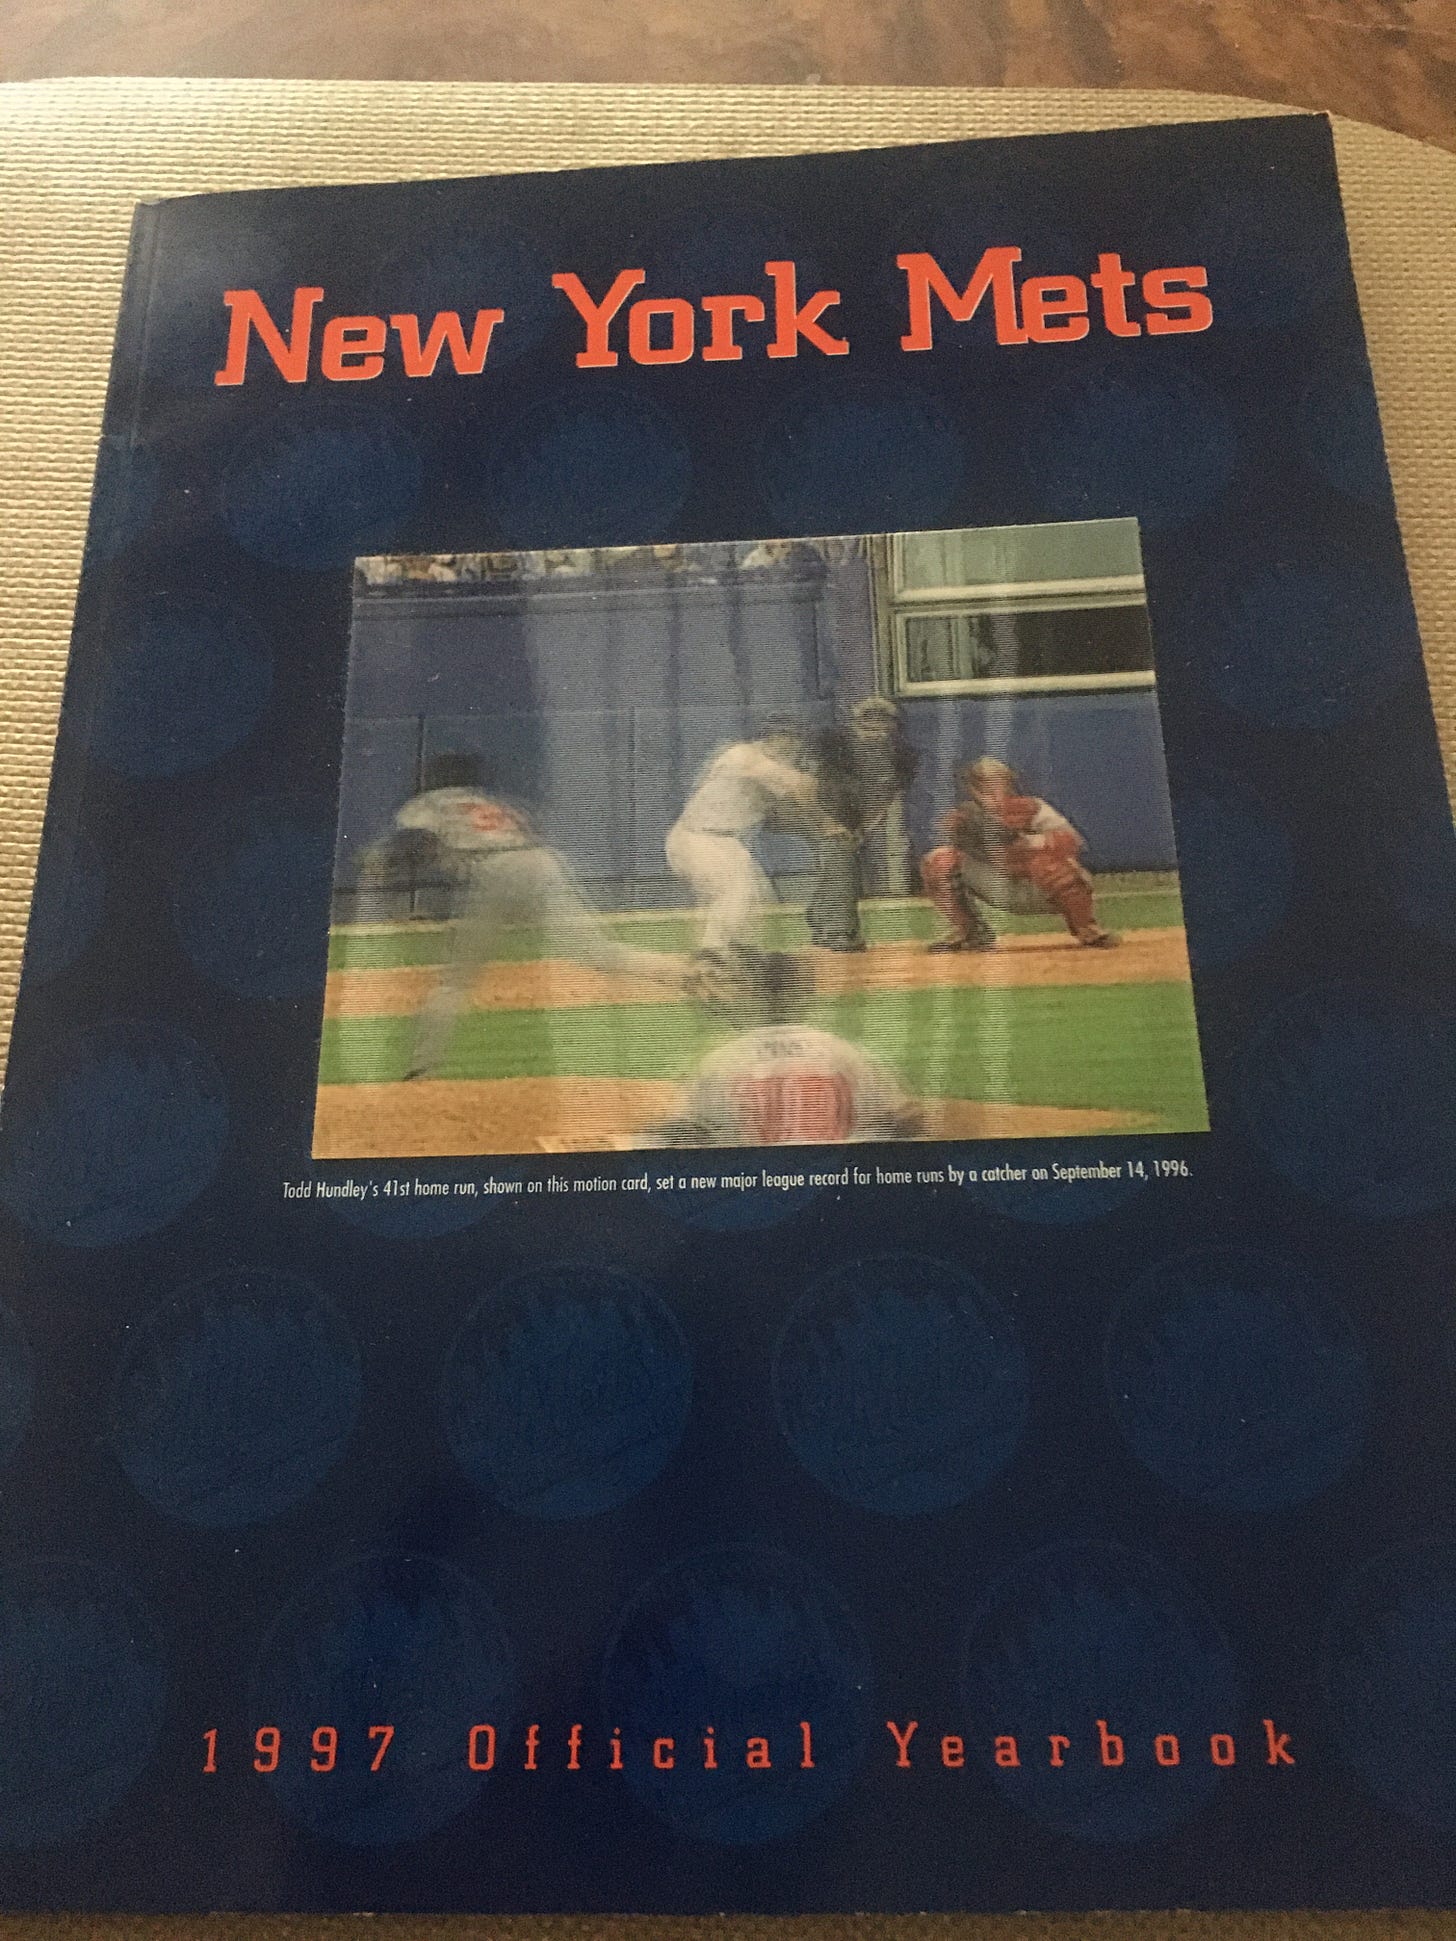 New York Mets
Todd Hundley's 41st home run, shown on this motion card, set a new major league record for home runs by a catcher on September 14, 1996.
1997 Official Yearbook